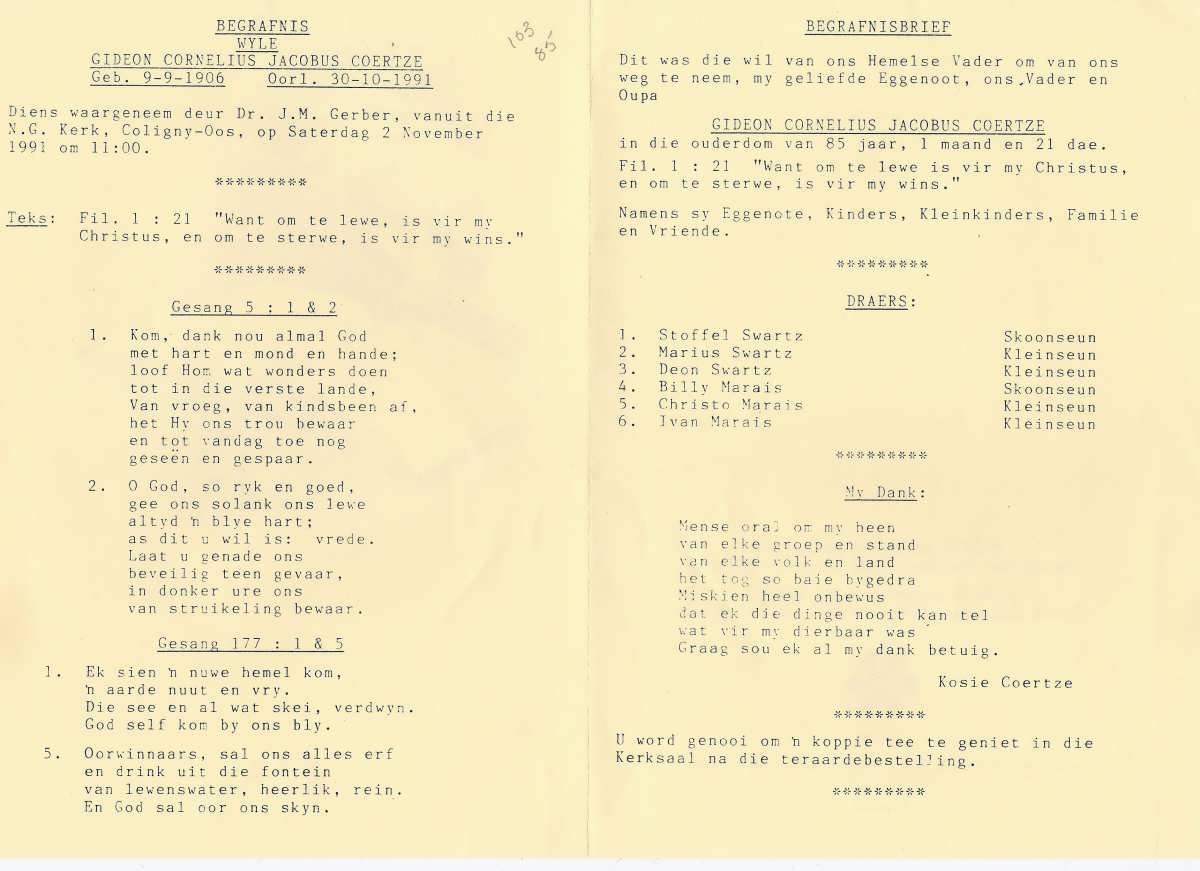 BEGRAFNIS
WYLE
GIDEON CORNELIUS JACOBUS COERTZE
Geb. 9-9-1906 Oorl. 30-10-1991
103
85
Diens waargeneem deur Dr. J.M. Gerber, vanuit die
N.G. Kerk, Coligny-Oos, op Saterdag 2 November
1991 om 11:00.
*********
Teks: Fil. 1 : 21 "Want om te lewe, is vir my
Christus, en om te sterwe, is vir my wins."
*********
Gesang 5 : 1 & 2
1. Kom, dank nou almal God
met hart en mond en hande;
loof Hom wat wonders doen
tot in die verste lande,
Van vroeg, van kindsbeen af,
het Hy ons trou bewaar
en tot vandag toe nog
geseën en gespaar.
2. O God, so ryk en goed,
gee ons solank ons lewe
altyd 'n blye hart;
as dit u wil is: vrede.
Laat u genade ons
beveilig teen gevaar,
in donker ure ons
van struikeling bewaar.
Gesang 177 : 1 & 5
1. Ek sien 'n nuwe hemel kom,
'n aarde nuut en vry.
Die see en al wat skei, verdwyn.
God self kom by ons bly.
5. Oorwinnaars, sal ons alles erf
en drink uit die fontein
van lewenswater, heerlik, rein.
En God sal oor ons skyn.
BEGRAFNISBRIEF
Dit was die wil van ons Hemelse Vader om van ons
weg te neem, my geliefde Eggenoot, ons Vader en
Oupa
GIDEON CORNELIUS JACOBUS COERTZE
in die ouderdom van 85 jaar, 1 maand en 21 dae.
Fil. 1 : 21 "Want om te lewe is vir my Christus,
en om te sterwe, is vir my wins."
Namens sy Eggenote, Kinders, Kleinkinders, Familie
en Vriende.
*********
DRAERS:
1. Stoffel Swartz Skoonseun
2. Marius Swartz Kleinseun
3. Deon Swartz Kleinseun
4. Billy Marais Skoonseun
5. Christo Marais Kleinseun
6. Ivan Marais Kleinseun
*********
My Dank:
Mense oral om my heen
van elke groep en stand
van elke volk en land
het tog so baie bygedra
Miskien heel onbewus
dat ek die dinge nooit kan tel
wat vir my dierbaar was
Graag sou ek al my dank betuig.
Kosie Coertze
*********
U word genooi om 'n koppie tee te geniet in die
Kerksaal na die teraardebestelling.
*********